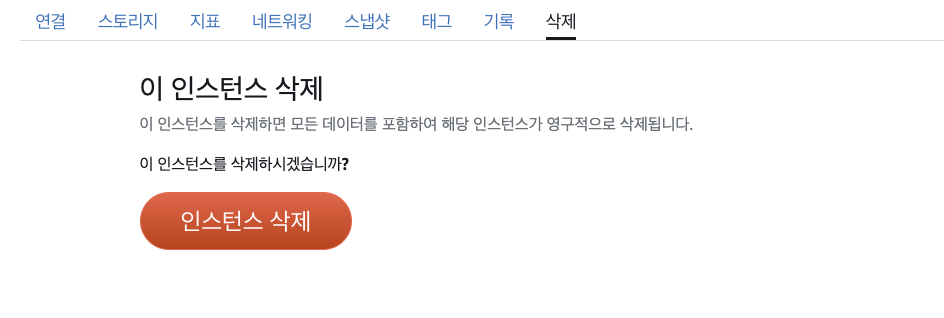 연결 스토리지 지표 네트워킹 스냅샷 태그 기록 삭제
이 인스턴스 삭제
이 인스턴스를 삭제하면 모든 데이터를 포함하여 해당 인스턴스가 영구적으로 삭제됩니다.
이 인스턴스를 삭제하시겠습니까?
인스턴스 삭제